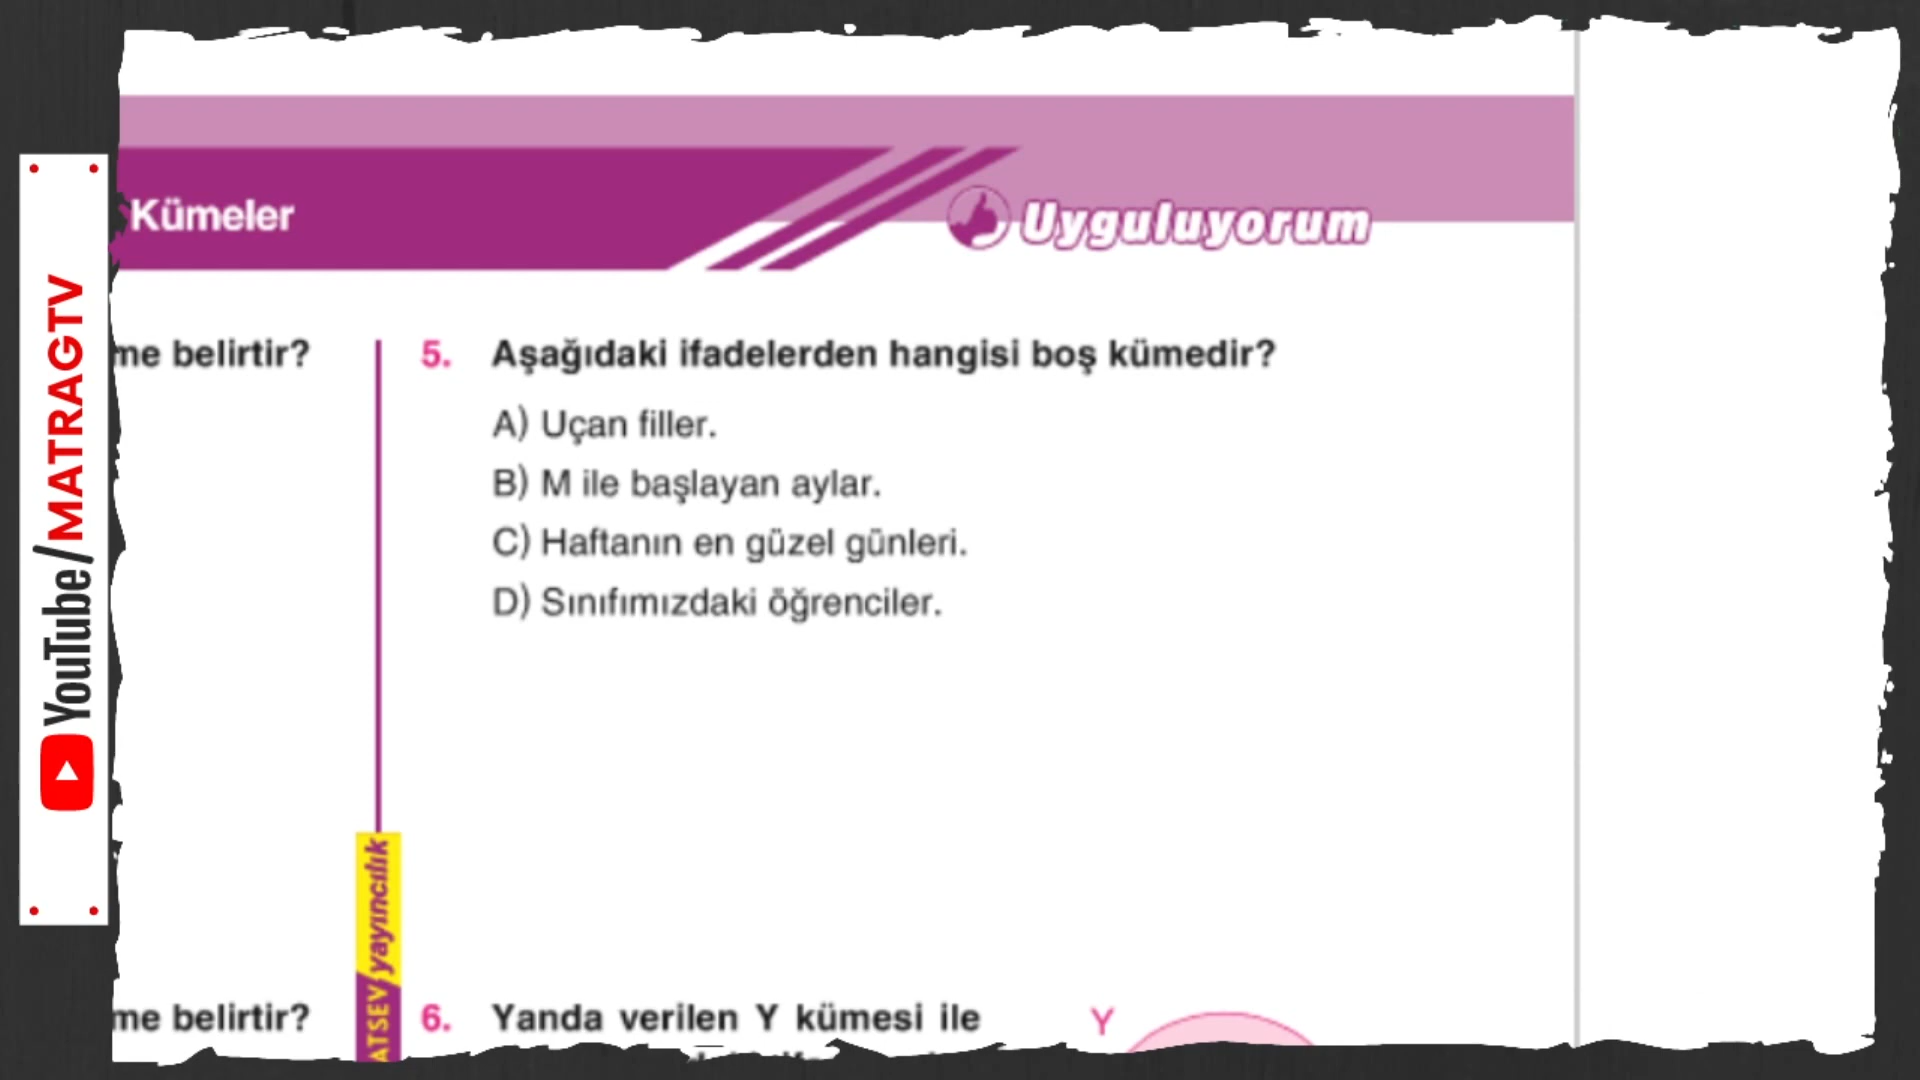 YouTube/MATRAGTV
Kümeler
Uyguluyorum
me belirtir?
5. Aşağıdaki ifadelerden hangisi boş kümedir?
A) Uçan filler.
B) M ile başlayan aylar.
C) Haftanın en güzel günleri.
D) Sınıfımızdaki öğrenciler.
ATSEV yayıncılık
me belirtir?
6. Yanda verilen Y kümesi ile
Y